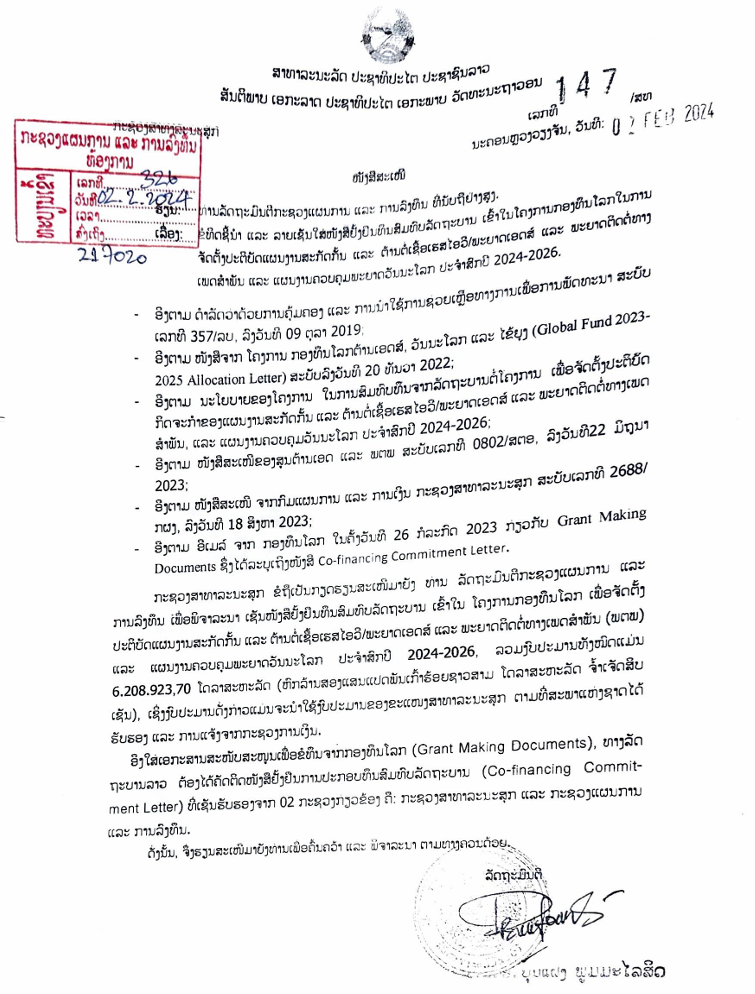 ສາທາລະນະລັດ ປະຊາທິປະໄຕ ປະຊາຊົນລາວ
ສັນຕິພາບ ເອກະລາດ ປະຊາທິປະໄຕ ເອກະພາບ ວັດທະນະຖາວອນ
ເລກທີ 147 /ສທ
ກະຊວງສາທາລະນະສຸກ
ນະຄອນຫຼວງວຽງຈັນ, ວັນທີ: 02 FEB 2024
ກະຊວງແຜນການ ແລະ ການລົງທຶນ
ຫ້ອງການ
ທະບຽນເຂົ້າ
ເລກທີ 326
ວັນທີ 02.2.2024
ເວລາ
ສົ່ງເຖິງ
217020
ໜັງສືສະເໜີ
ຮຽນ: ທ່ານລັດຖະມົນຕີກະຊວງແຜນການ ແລະ ການລົງທຶນ ທີ່ນັບຖືຢ່າງສູງ.
ເລື່ອງ: ຂໍທິດຊີ້ນຳ ແລະ ລາຍເຊັນໃສ່ໜັງສືຢັ້ງຢືນທຶນສົມທົບລັດຖະບານ ເຂົ້າໃນໂຄງການກອງທຶນໂລກໃນການ
ຈັດຕັ້ງປະຕິບັດແຜນງານສະກັດກັ້ນ ແລະ ຕ້ານຕໍ່ເຊື້ອເຮສໄອວີ/ພະຍາດເອດສ໌ ແລະ ພະຍາດຕິດຕໍ່ທາງ
ເພດສຳພັນ ແລະ ແຜນງານຄວບຄຸມພະຍາດວັນນະໂລກ ປະຈຳສົກປີ 2024-2026.
- ອີງຕາມ ດຳລັດວ່າດ້ວຍການຄຸ້ມຄອງ ແລະ ການນຳໃຊ້ການຊ່ວຍເຫຼືອທາງການເພື່ອການພັດທະນາ ສະບັບ
ເລກທີ 357/ລບ, ລົງວັນທີ 09 ຕຸລາ 2019;
- ອີງຕາມ ໜັງສືຈາກ ໂຄງການ ກອງທຶນໂລກຕ້ານເອດສ໌, ວັນນະໂລກ ແລະ ໄຂ້ຍຸງ (Global Fund 2023-
2025 Allocation Letter) ສະບັບລົງວັນທີ 20 ທັນວາ 2022;
- ອີງຕາມ ນະໂຍບາຍຂອງໂຄງການ ໃນການສົມທົບທຶນຈາກລັດຖະບານຕໍ່ໂຄງການ ເພື່ອຈັດຕັ້ງປະຕິບັດ
ກິດຈະກຳຂອງແຜນງານສະກັດກັ້ນ ແລະ ຕ້ານຕໍ່ເຊື້ອເຮສໄອວີ/ພະຍາດເອດສ໌ ແລະ ພະຍາດຕິດຕໍ່ທາງເພດ
ສຳພັນ, ແລະ ແຜນງານຄວບຄຸມວັນນະໂລກ ປະຈຳສົກປີ 2024-2026;
- ອີງຕາມ ໜັງສືສະເໜີຂອງສູນຕ້ານເອດ ແລະ ພຕພ ສະບັບເລກທີ 0802/ສຕອ, ລົງວັນທີ22 ມິຖຸນາ
2023;
- ອີງຕາມ ໜັງສືສະເໜີ ຈາກກົມແຜນການ ແລະ ການເງິນ ກະຊວງສາທາລະນະສຸກ ສະບັບເລກທີ 2688/
ກຜງ, ລົງວັນທີ 18 ສິງຫາ 2023;
- ອີງຕາມ ອີເມລ໌ ຈາກ ກອງທຶນໂລກ ໃນຄັ້ງວັນທີ 26 ກໍລະກົດ 2023 ກ່ຽວກັບ Grant Making
Documents ຊຶ່ງໄດ້ລະບຸເຖິງໜັງສື Co-financing Commitment Letter.
ກະຊວງສາທາລະນະສຸກ ຂໍຖືເປັນກຽດຮຽນສະເໜີມາຍັງ ທ່ານ ລັດຖະມົນຕີກະຊວງແຜນການ ແລະ
ການລົງທຶນ ເພື່ອພິຈາລະນາ ເຊັນໜັງສືຢັ້ງຢືນທຶນສົມທົບລັດຖະບານ ເຂົ້າໃນ ໂຄງການກອງທຶນໂລກ ເພື່ອຈັດຕັ້ງ
ປະຕິບັດແຜນງານສະກັດກັ້ນ ແລະ ຕ້ານຕໍ່ເຊື້ອເຮສໄອວີ/ພະຍາດເອດສ໌ ແລະ ພະຍາດຕິດຕໍ່ທາງເພດສຳພັນ (ພຕພ)
ແລະ ແຜນງານຄວບຄຸມພະຍາດວັນນະໂລກ ປະຈຳສົກປີ 2024-2026, ລວມງົບປະມານທັງໝົດແມ່ນ
6.208.923,70 ໂດລາສະຫະລັດ (ຫົກລ້ານສອງແສນແປດພັນເກົ້າຮ້ອຍຊາວສາມ ໂດລາສະຫະລັດ ຈ້ຳເຈັດສິບ
ເຊັນ), ເຊິ່ງງົບປະມານດັ່ງກ່າວແມ່ນຈະນຳໃຊ້ງົບປະມານຂອງຂະແໜງສາທາລະນະສຸກ ຕາມທີ່ສະພາແຫ່ງຊາດໄດ້
ຮັບຮອງ ແລະ ການແຈ້ງຈາກກະຊວງການເງິນ.
ອີງໃສ່ເອກະສານສະໜັບສະໜູນເພື່ອຂໍທຶນຈາກກອງທຶນໂລກ (Grant Making Documents), ທາງລັດ
ຖະບານລາວ ຕ້ອງໄດ້ຄັດຕິດໜັງສືຢັ້ງຢືນການປະກອບທຶນສົມທົບລັດຖະບານ (Co-financing Commit-
ment Letter) ທີ່ເຊັນຮັບຮອງຈາກ 02 ກະຊວງກ່ຽວຂ້ອງ ຄື: ກະຊວງສາທາລະນະສຸກ ແລະ ກະຊວງແຜນການ
ແລະ ການລົງທຶນ.
ດັ່ງນັ້ນ, ຈຶ່ງຮຽນສະເໜີມາຍັງທ່ານເພື່ອຄົ້ນຄວ້າ ແລະ ພິຈາລະນາ ຕາມທາງຄວນດ້ວຍ.
ລັດຖະມົນຕີ
ບຸນແຝງ ພູມມະໄລສິດ